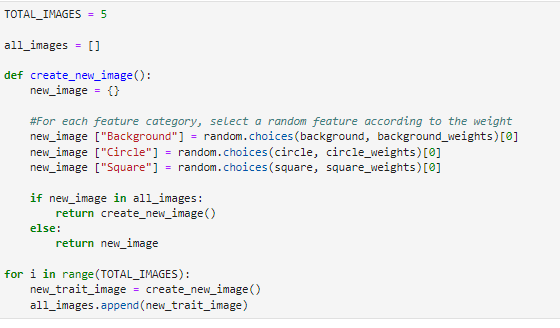 TOTAL_IMAGES = 5
all_images = []
def create_new_image():
new_image = {}
#For each feature category, select a random feature according to the weight
new_image ["Background"] = random.choices(background, background_weights)[0]
new_image ["Circle"] = random.choices(circle, circle_weights)[0]
new_image ["Square"] = random.choices(square, square_weights)[0]
if new_image in all_images:
return create_new_image()
else:
return new_image
for i in range(TOTAL_IMAGES):
new_trait_image = create_new_image()
all_images.append(new_trait_image)